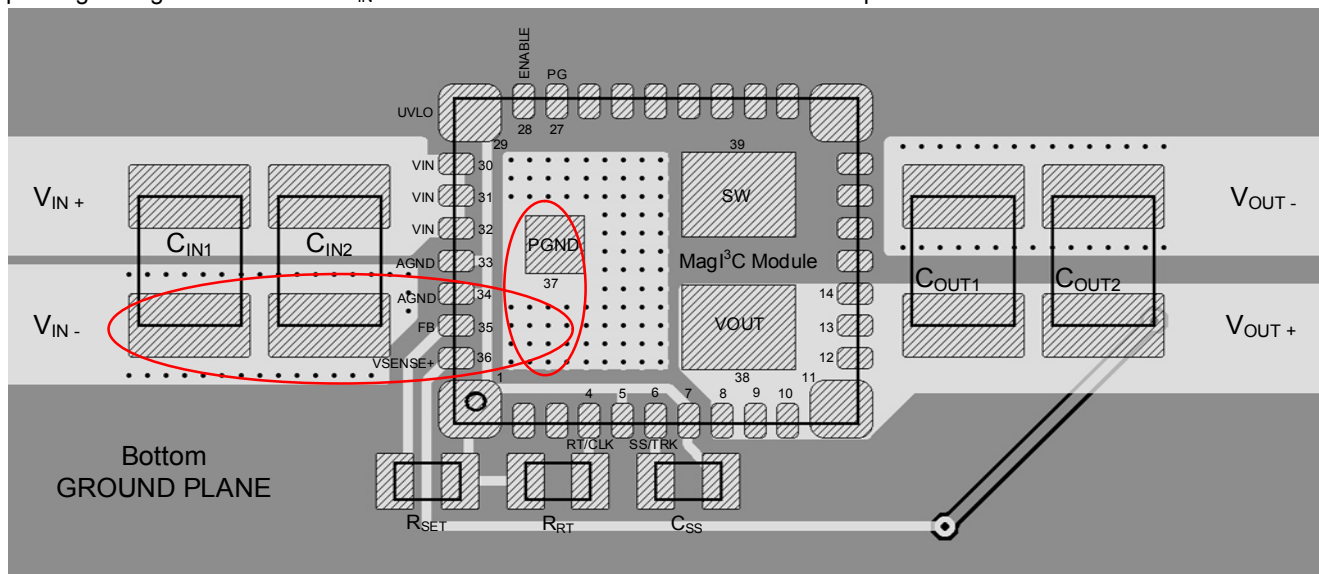 IN
ENABLE
PG
UVLO
28 27
29 39
VIN 30
VIN 31
VIN 32
AGND 33
AGND 34
FB 35
VSENSE+ 36
SW
PGND
37
MagI³C Module
VOUT
38
14
13
12
1 4 5 6 7 8 9 10 11
RT/CLK SS/TRK
VIN +
CIN1 CIN2
VIN -
VOUT -
COUT1 COUT2
VOUT +
Bottom
GROUND PLANE
RSET RRT CSS